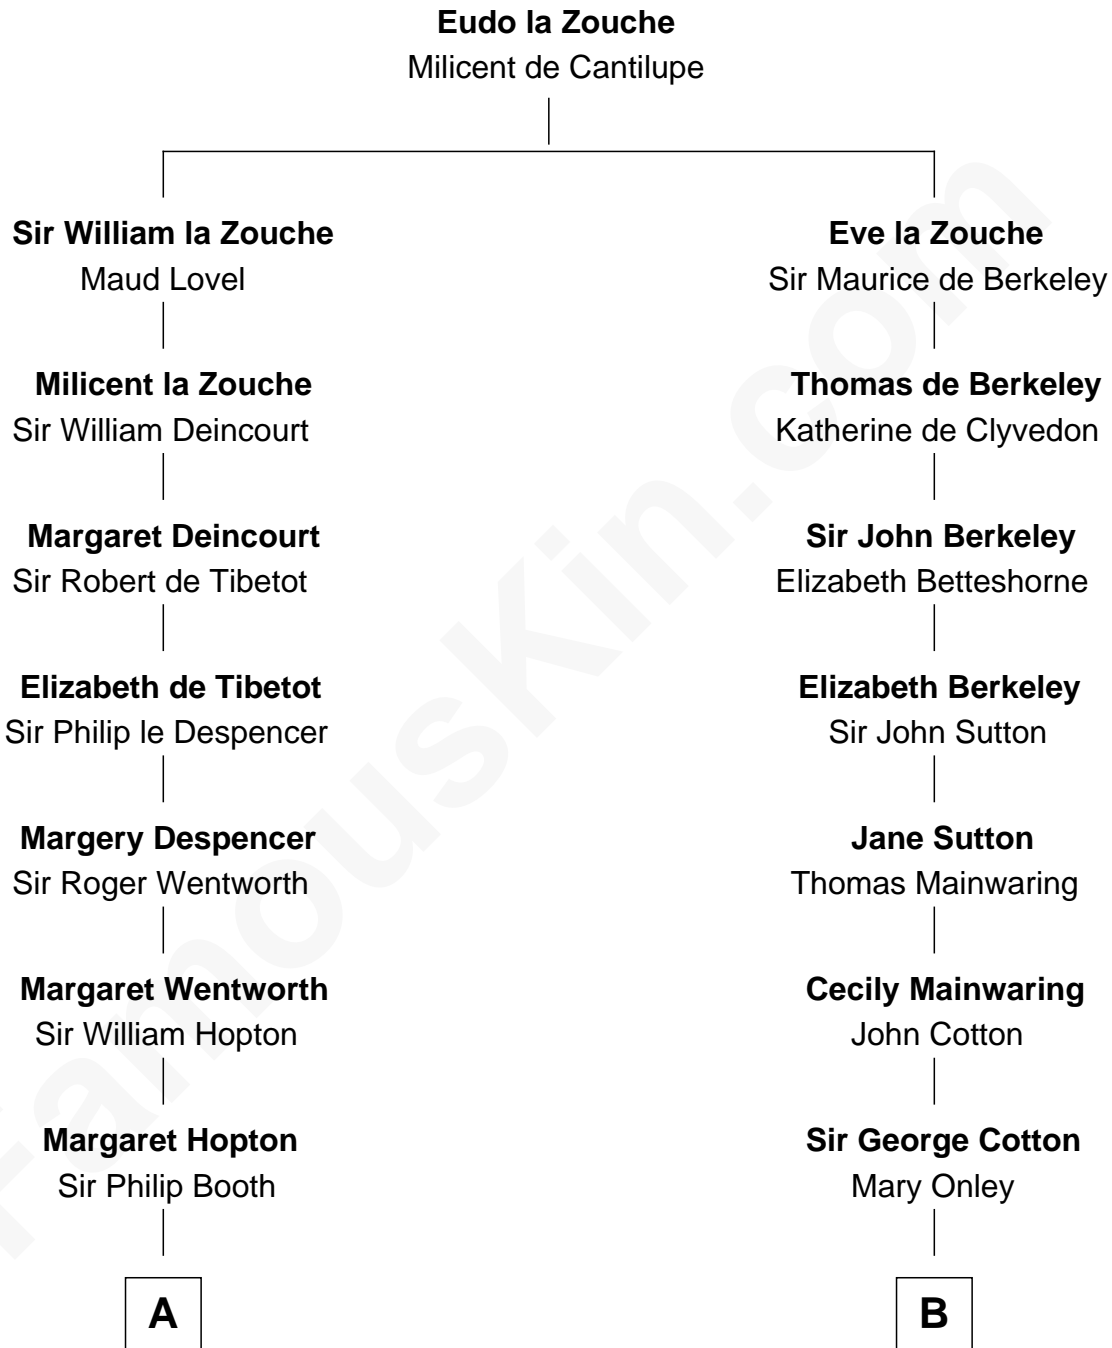 Eudo la Zouche
Milicent de Cantilupe
Sir William la Zouche
Maud Lovel
Eve la Zouche
Sir Maurice de Berkeley
Milicent la Zouche
Sir William Deincourt
Thomas de Berkeley
Katherine de Clyvedon
Margaret Deincourt
Sir Robert de Tibetot
Sir John Berkeley
Elizabeth Betteshorne
Elizabeth de Tibetot
Sir Philip le Despencer
Elizabeth Berkeley
Sir John Sutton
Margery Despencer
Sir Roger Wentworth
Jane Sutton
Thomas Mainwaring
Margaret Wentworth
Sir William Hopton
Cecily Mainwaring
John Cotton
Margaret Hopton
Sir Philip Booth
Sir George Cotton
Mary Onley
A
B
FamousKin.com